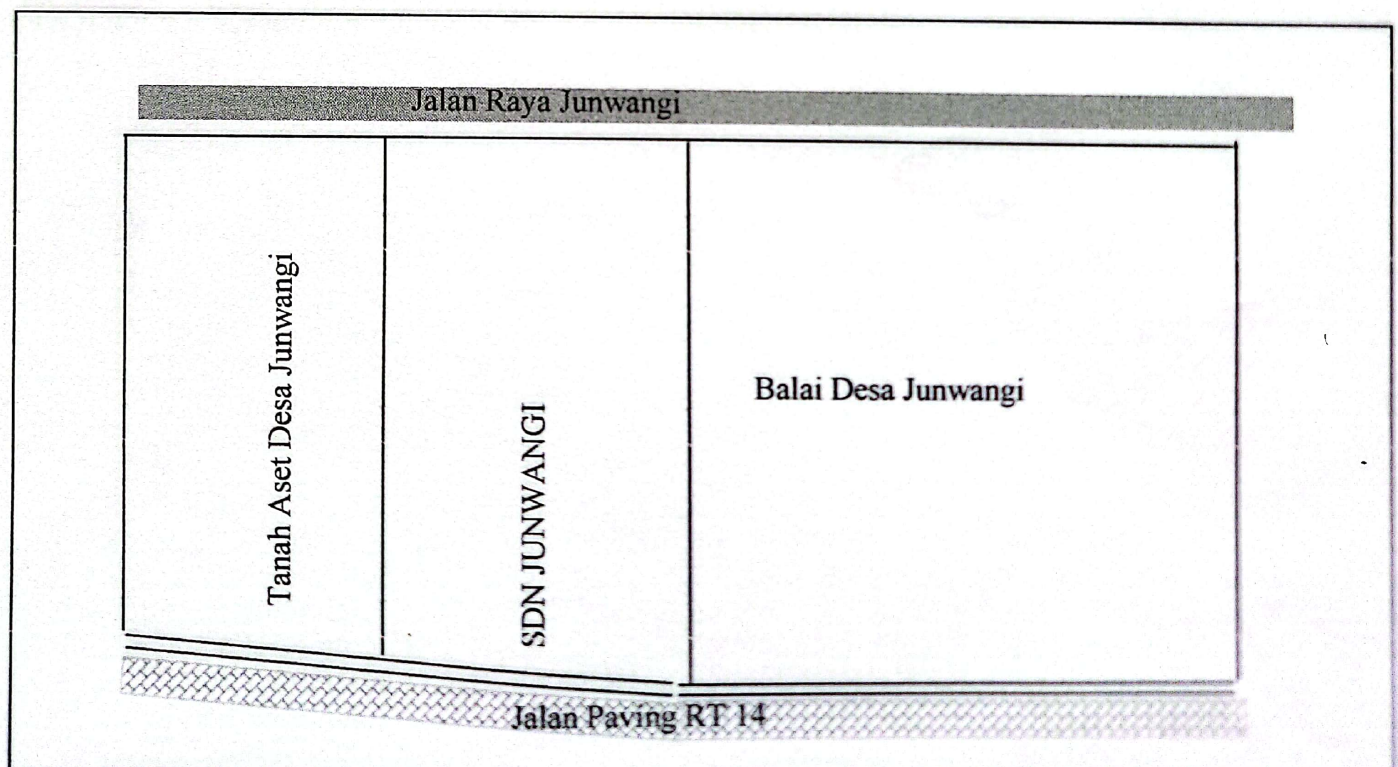 Jalan Raya Junwangi
Tanah Aset Desa Junwangi
SDN JUNWANGI
Balai Desa Junwangi
Jalan Paving RT 14